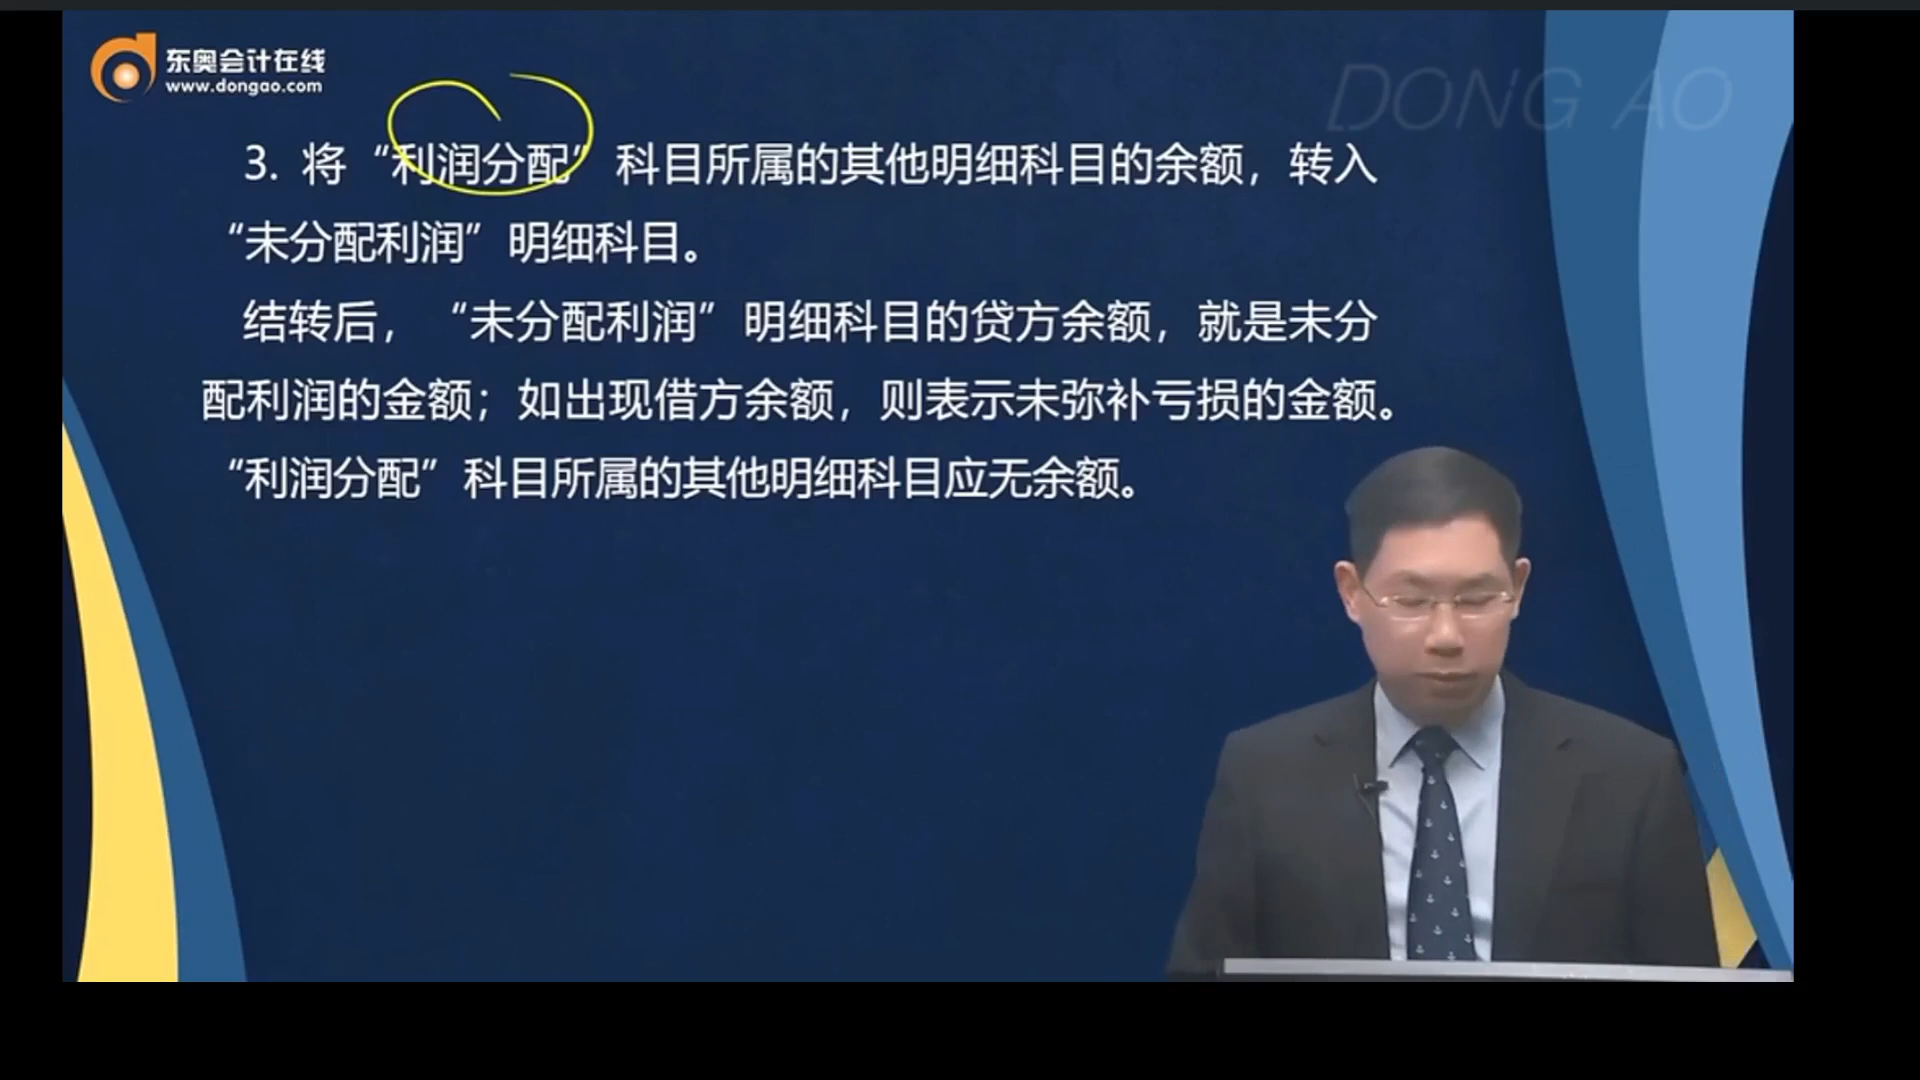 东奥会计在线
www.dongao.com
DONG AO
3. 将“利润分配”科目所属的其他明细科目的余额，转入
“未分配利润”明细科目。
结转后，“未分配利润”明细科目的贷方余额，就是未分
配利润的金额；如出现借方余额，则表示未弥补亏损的金额。
“利润分配”科目所属的其他明细科目应无余额。